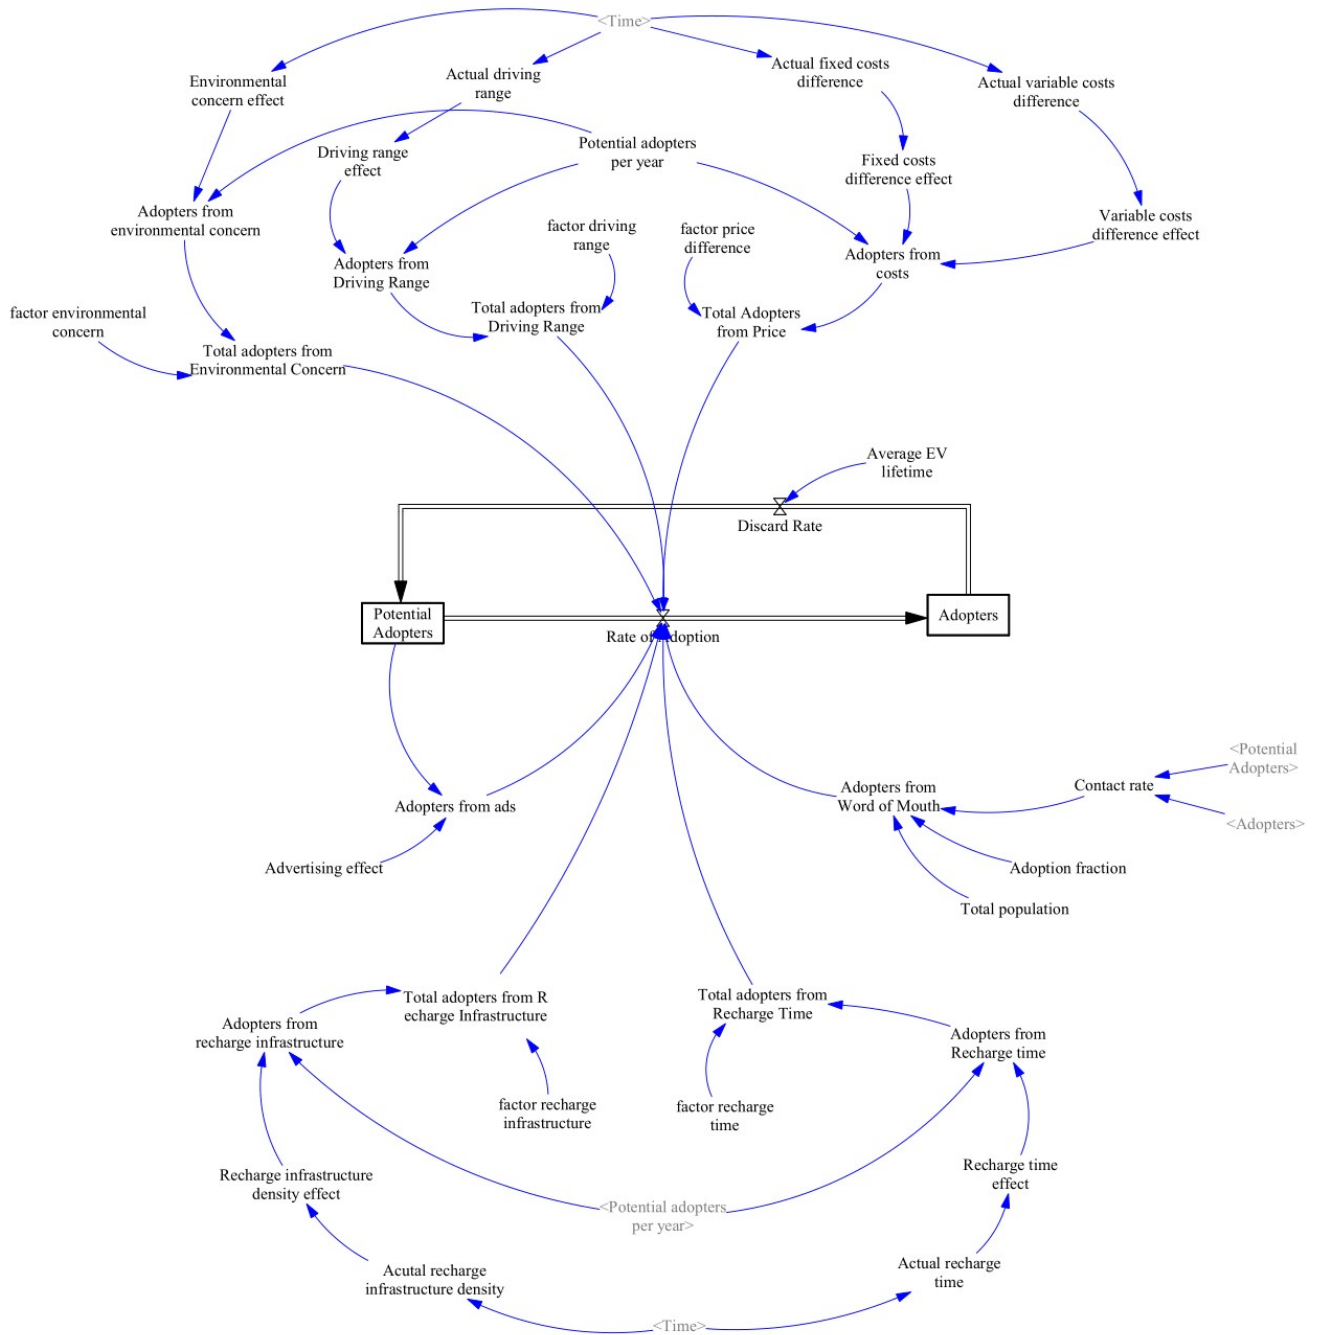 <Time>
Environmental
concern effect
Actual driving
range
Actual fixed costs
difference
Actual variable costs
difference
Driving range
effect
Potential adopters
per year
Fixed costs
difference effect
Adopters from
environmental concern
factor driving
range
factor price
difference
Variable costs
difference effect
Adopters from
Driving Range
Adopters from
costs
factor environmental
concern
Total adopters from
Driving Range
Total Adopters
from Price
Total adopters from
Environmental Concern
Average EV
lifetime
Discard Rate
Potential
Adopters
Adopters
Rate of Adoption
<Potential
Adopters>
Adopters from ads
Adopters from
Word of Mouth
Contact rate
<Adopters>
Advertising effect
Adoption fraction
Total population
Total adopters from R
echarge Infrastructure
Total adopters from
Recharge Time
Adopters from
recharge infrastructure
Adopters from
Recharge time
factor recharge
infrastructure
factor recharge
time
Recharge infrastructure
density effect
Recharge time
effect
<Potential adopters
per year>
Acutal recharge
infrastructure density
Actual recharge
time
<Time>